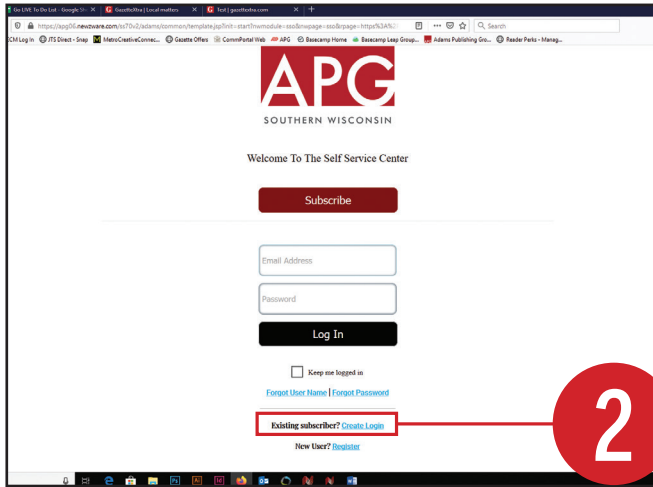 Go LIVE To Do List - Google Sh X GazetteXtra | Local matters X Test | gazettextra.com X +
https://apg06.newzware.com/ss70v2/adams/common/template.jsp?init=startnwmodule=sso&nwpage=sso&rpage=https%3A%2 ... Search
CM Log In JTS Direct - Snap MetroCreativeConnec... Gazette Offers CommPortal Web APG Basecamp Home Basecamp Leap Group... Adams Publishing Gro... Reader Perks - Manag...
APG
SOUTHERN WISCONSIN
Welcome To The Self Service Center
Subscribe
Email Address
Password
Log In
Keep me logged in
Forgot User Name | Forgot Password
Existing subscriber? Create Login
New User? Register
2